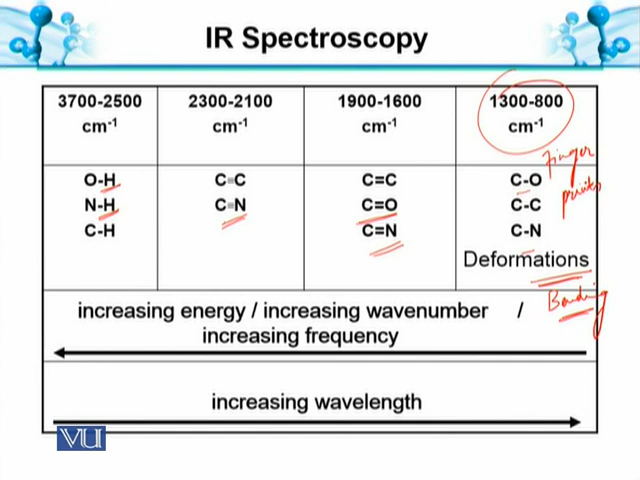 IR Spectroscopy
3700-2500 2300-2100 1900-1600 1300-800
cm-1 cm-1 cm-1 cm-1
Finger
prints
O-H C≡C C=C C-O
N-H C≡N C=O C-C
C-H C=N C-N
Deformations
Bending
increasing energy / increasing wavenumber /
increasing frequency
increasing wavelength
VU